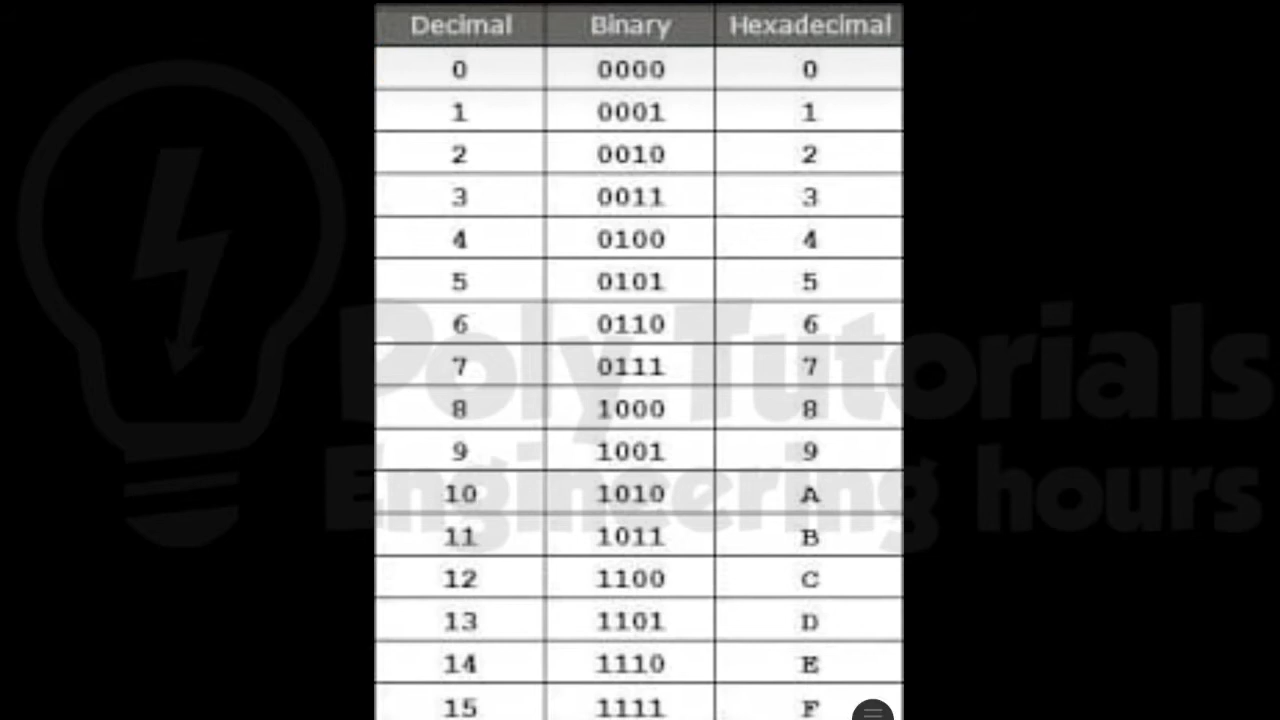 Decimal Binary Hexadecimal
0 0000 0
1 0001 1
2 0010 2
3 0011 3
4 0100 4
5 0101 5
6 0110 6
7 0111 7
8 1000 8
9 1001 9
10 1010 A
11 1011 B
12 1100 C
13 1101 D
14 1110 E
15 1111 F
Poly Tutorials
Engineering hours